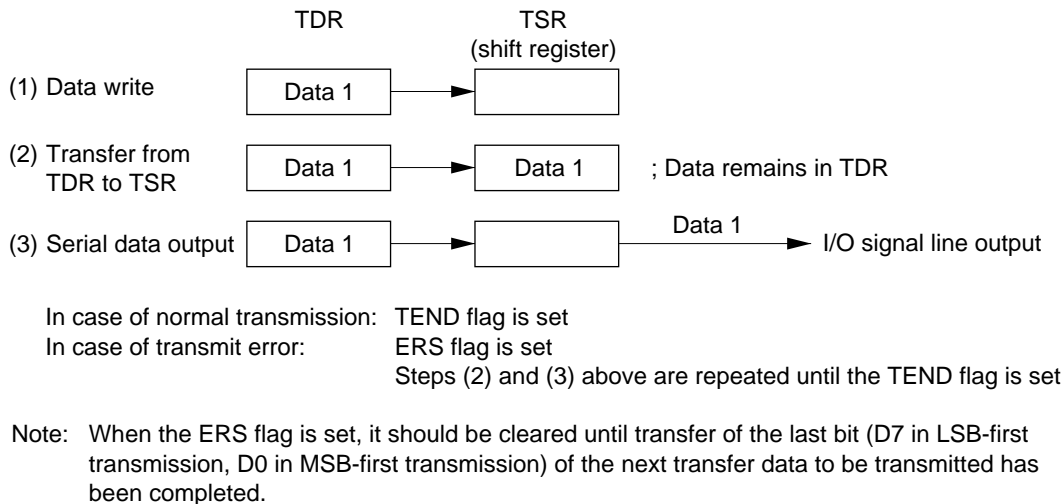 TDR TSR
(shift register)
(1) Data write Data 1
(2) Transfer from
TDR to TSR Data 1 Data 1 ; Data remains in TDR
(3) Serial data output Data 1 Data 1 I/O signal line output
In case of normal transmission: TEND flag is set
In case of transmit error: ERS flag is set
Steps (2) and (3) above are repeated until the TEND flag is set
Note: When the ERS flag is set, it should be cleared until transfer of the last bit (D7 in LSB-first
transmission, D0 in MSB-first transmission) of the next transfer data to be transmitted has
been completed.